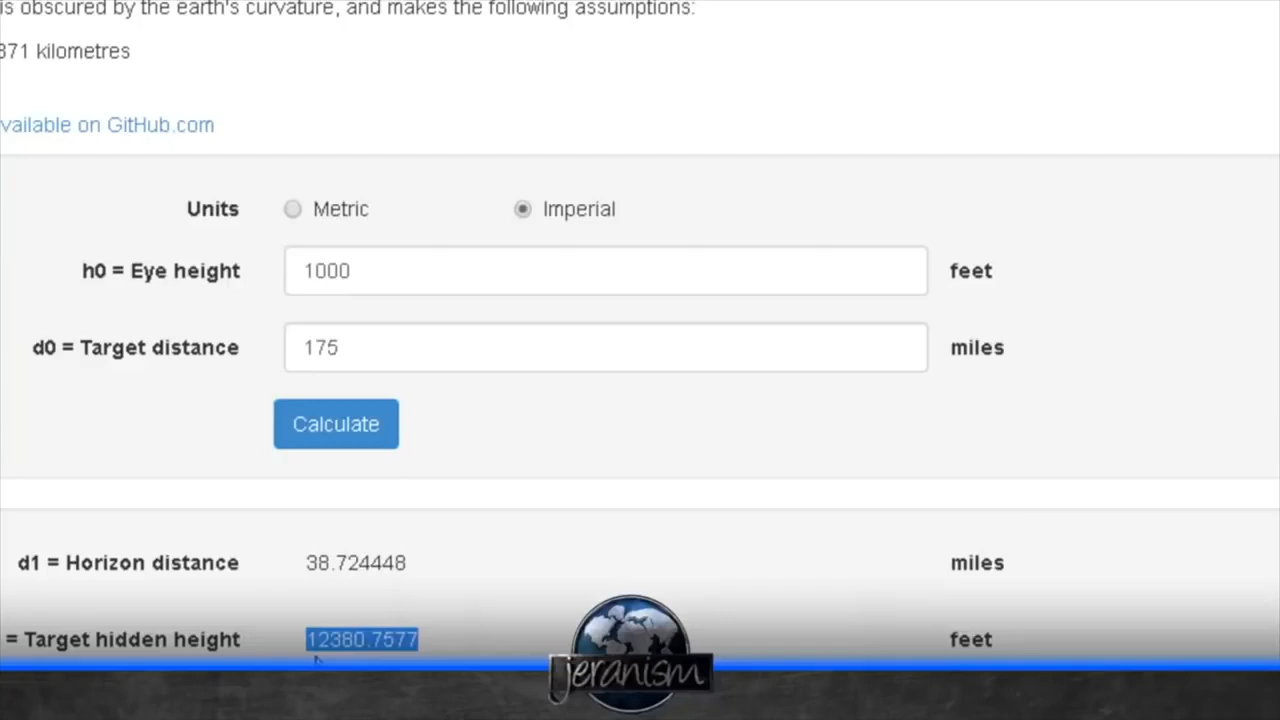 is obscured by the earth's curvature, and makes the following assumptions:
371 kilometres
vailable on GitHub.com
Units Metric Imperial
h0 = Eye height 1000 feet
d0 = Target distance 175 miles
Calculate
d1 = Horizon distance 38.724448 miles
= Target hidden height 12380.7577 feet
jeranism